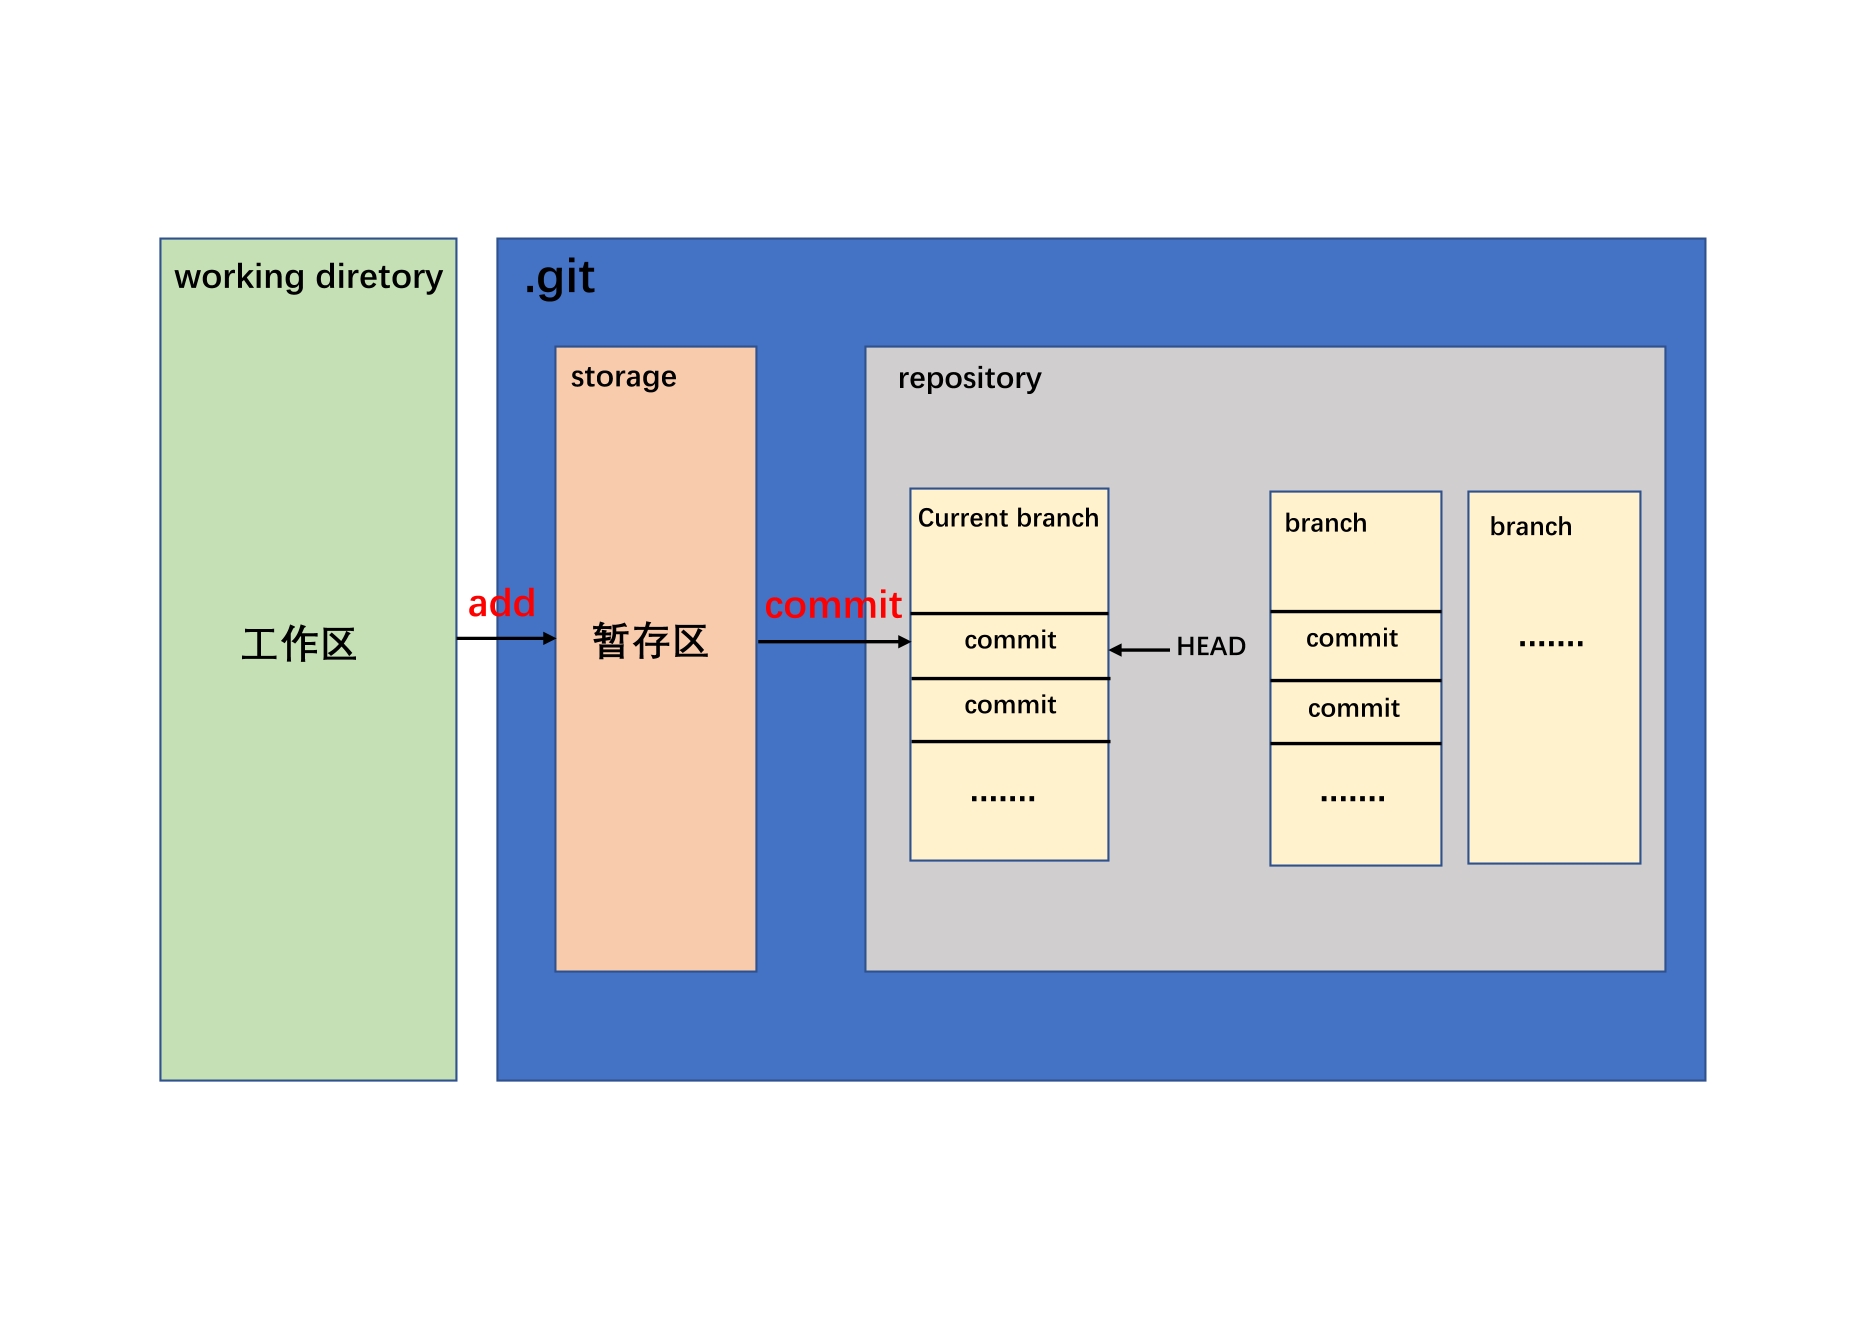 working diretory
工作区
add
.git
storage
暂存区
commit
repository
Current branch
commit
commit
.......
HEAD
branch
commit
commit
.......
branch
.......